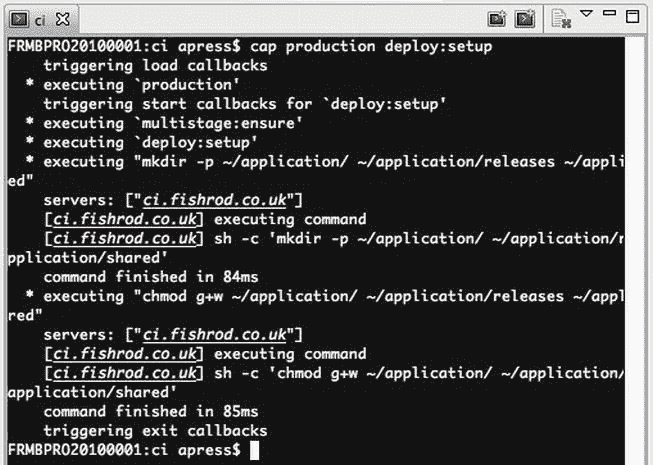 ci
FRMBPRO20100001:ci apress$ cap production deploy:setup
triggering load callbacks
* executing `production'
triggering start callbacks for `deploy:setup'
* executing `multistage:ensure'
* executing `deploy:setup'
* executing "mkdir -p ~/application/ ~/application/releases ~/appli
ed"
servers: ["ci.fishrod.co.uk"]
[ci.fishrod.co.uk] executing command
[ci.fishrod.co.uk] sh -c 'mkdir -p ~/application/ ~/application/r
pplication/shared'
command finished in 84ms
* executing "chmod g+w ~/application/ ~/application/releases ~/appl
red"
servers: ["ci.fishrod.co.uk"]
[ci.fishrod.co.uk] executing command
[ci.fishrod.co.uk] sh -c 'chmod g+w ~/application/ ~/application/
application/shared'
command finished in 85ms
triggering exit callbacks
FRMBPRO20100001:ci apress$